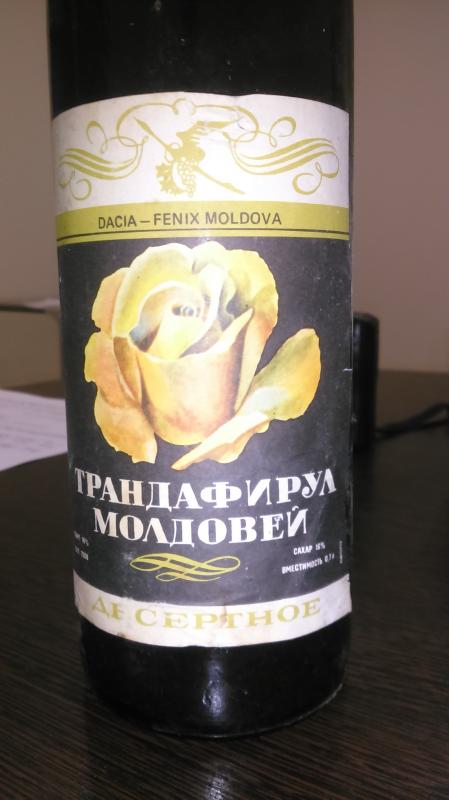 DACIA – FENIX MOLDOVA
ТРАНДАФИРУЛ
МОЛДОВЕЙ
САХАР 16%
ВМЕСТИМОСТЬ 0,7 л
ДЕСЕРТНОЕ